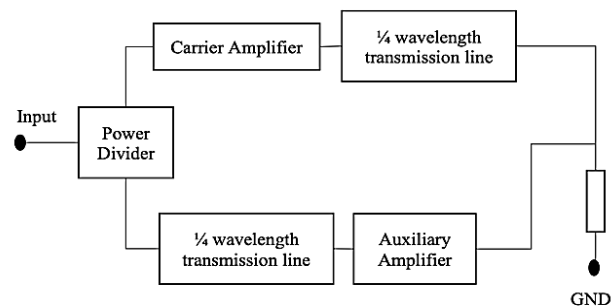 Carrier Amplifier
¼ wavelength
transmission line
Input
Power
Divider
¼ wavelength
transmission line
Auxiliary
Amplifier
GND